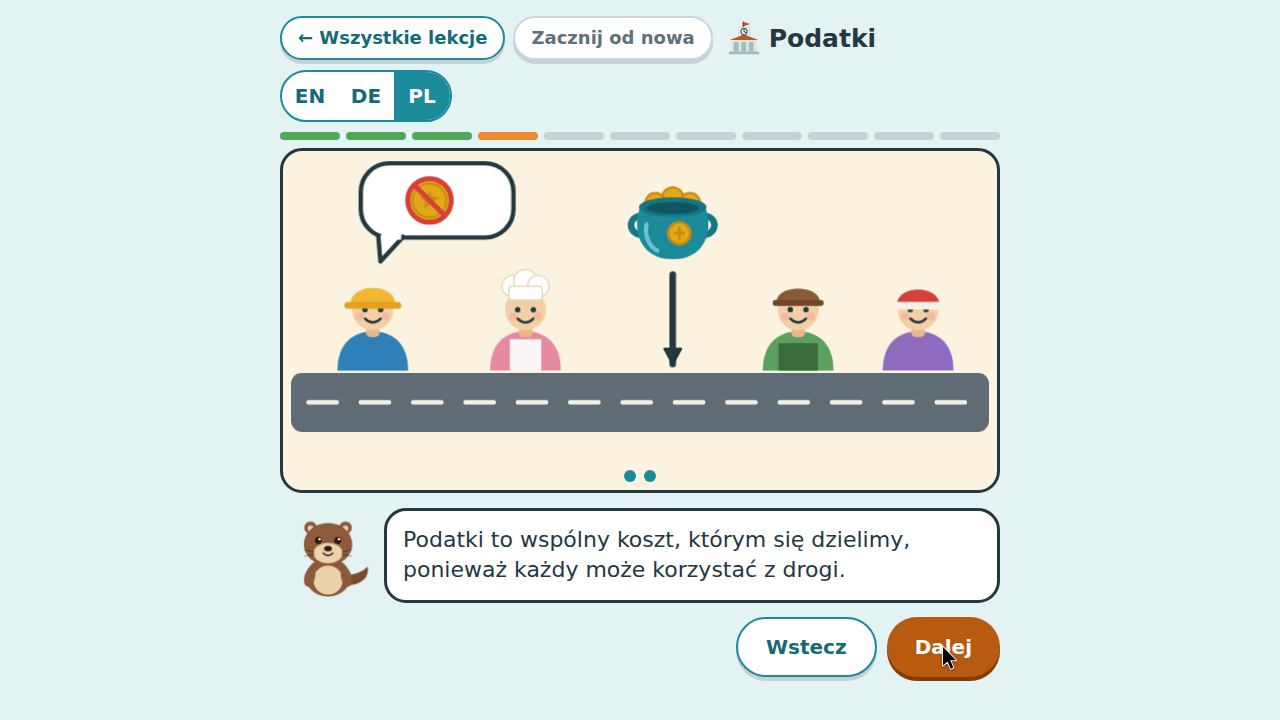 ← Wszystkie lekcje
Zacznij od nowa
Podatki
EN DE PL
Podatki to wspólny koszt, którym się dzielimy,
ponieważ każdy może korzystać z drogi.
Wstecz
Dalej